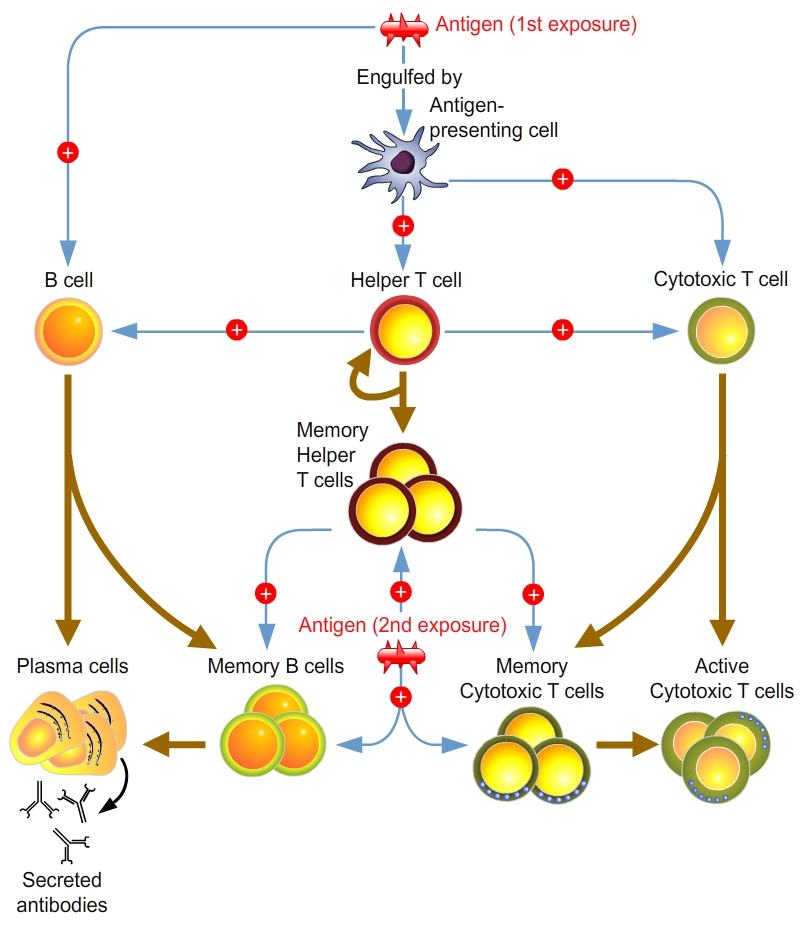 Antigen (1st exposure)
Engulfed by
Antigen-
presenting cell
+
+
+
B cell
Helper T cell
Cytotoxic T cell
+
+
Memory
Helper
T cells
+
+
+
Antigen (2nd exposure)
Plasma cells
Memory B cells
Memory
Cytotoxic T cells
Active
Cytotoxic T cells
+
Secreted
antibodies